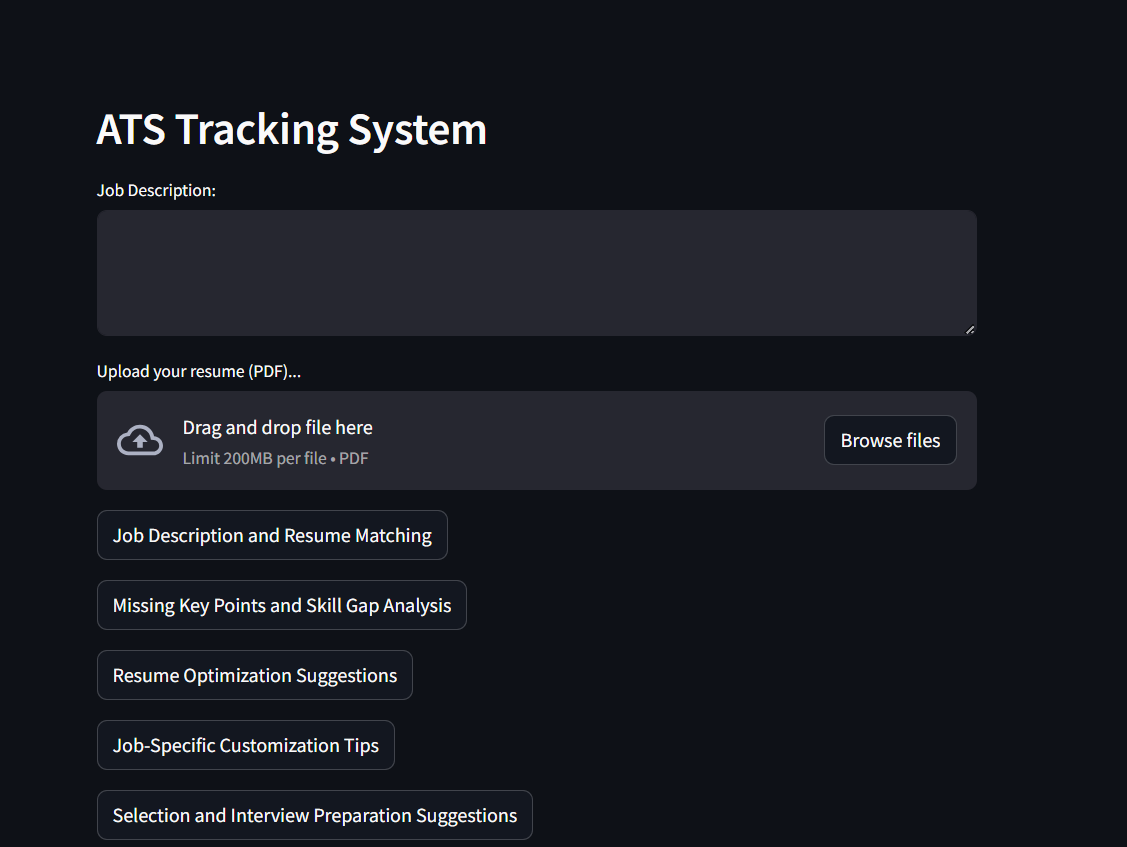 ATS Tracking System
Job Description:
Upload your resume (PDF)...
Drag and drop file here
Limit 200MB per file • PDF
Browse files
Job Description and Resume Matching
Missing Key Points and Skill Gap Analysis
Resume Optimization Suggestions
Job-Specific Customization Tips
Selection and Interview Preparation Suggestions